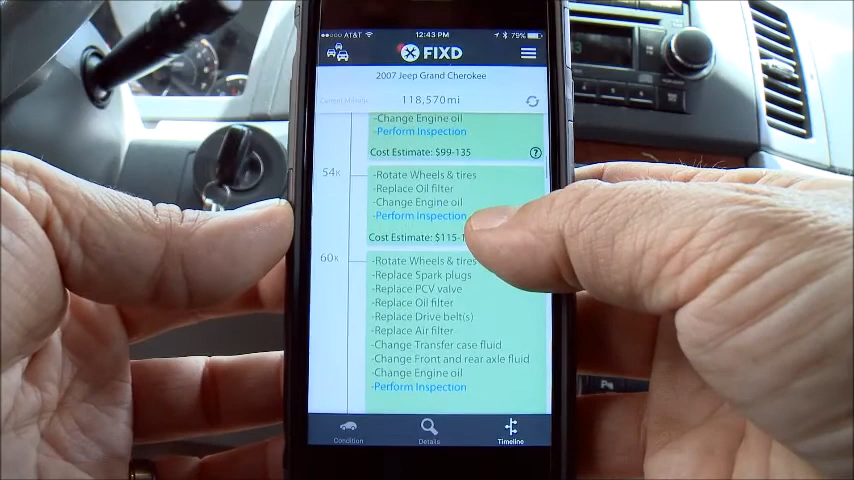 ●●○○○ AT&T 12:43 PM 79%
FIXD
2007 Jeep Grand Cherokee
Current Mileage 118,570mi
-Change Engine oil
-Perform Inspection
Cost Estimate: $99-135
54K
-Rotate Wheels & tires
-Replace Oil filter
-Change Engine oil
-Perform Inspection
Cost Estimate: $115-
60K
-Rotate Wheels & tires
-Replace Spark plugs
-Replace PCV valve
-Replace Oil filter
-Replace Drive belt(s)
-Replace Air filter
-Change Transfer case fluid
-Change Front and rear axle fluid
-Change Engine oil
-Perform Inspection
Condition Details Timeline